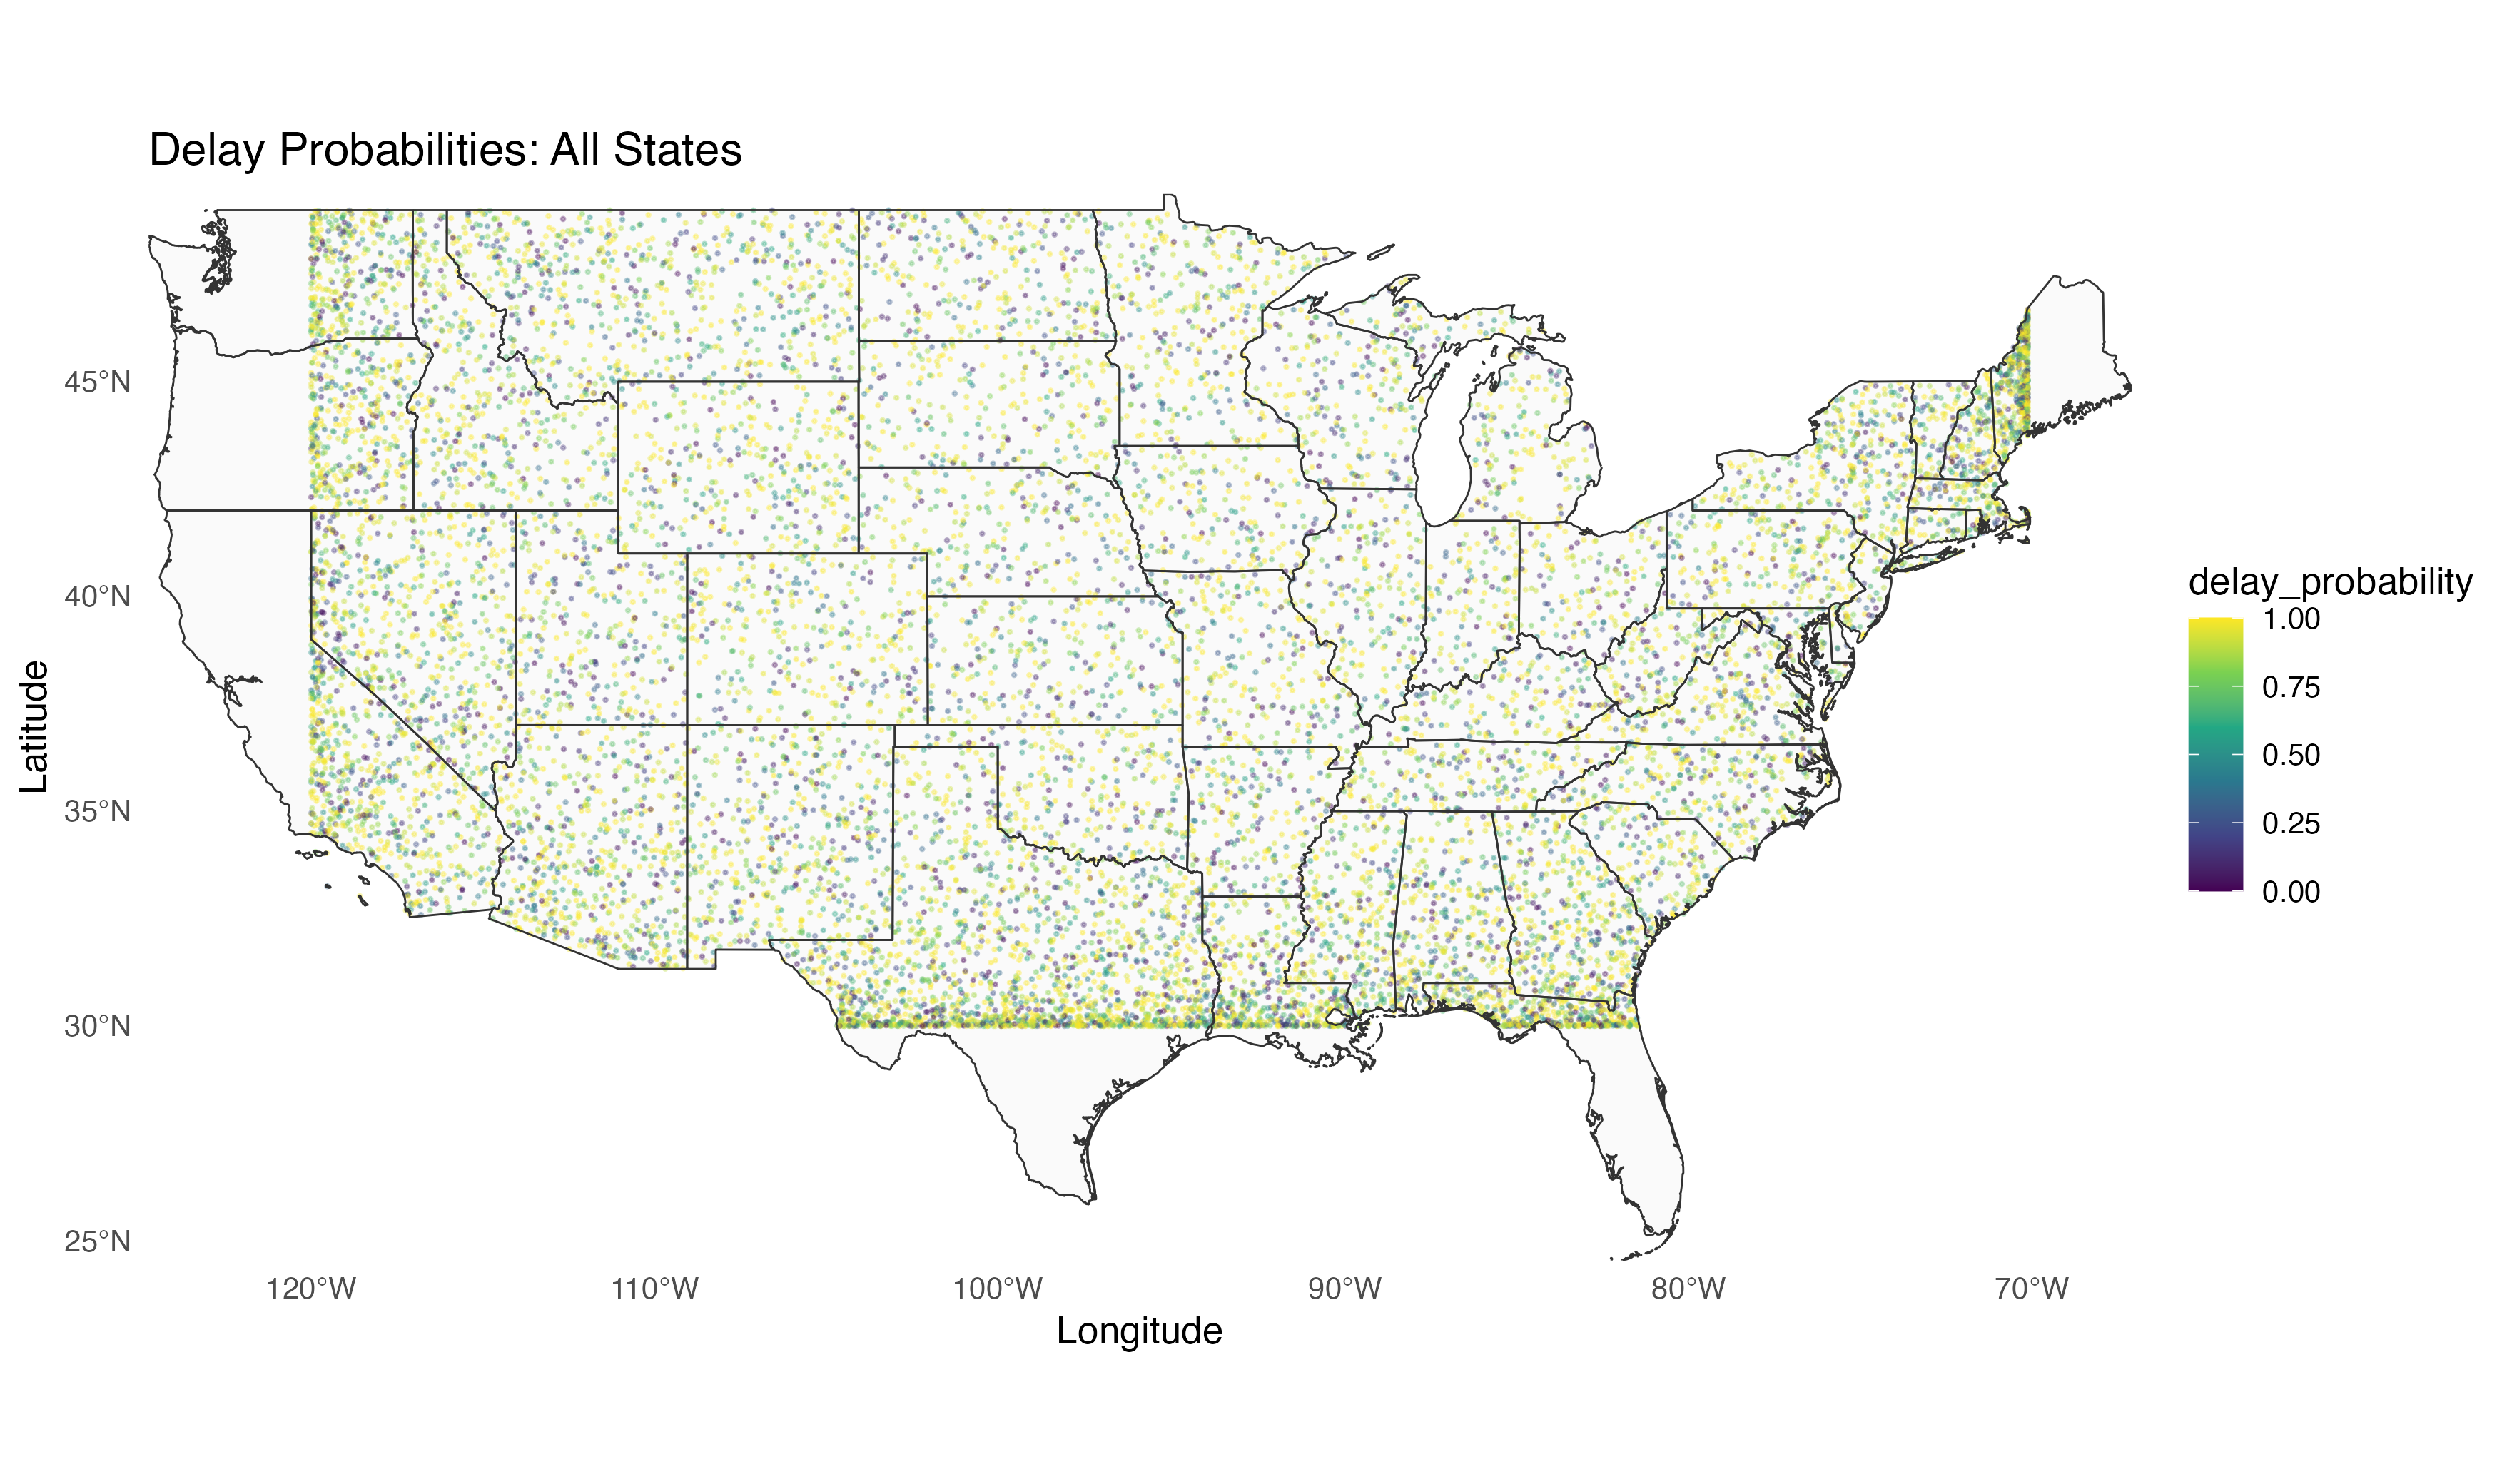 Delay Probabilities: All States
45°N
40°N
35°N
30°N
25°N
Latitude
120°W
110°W
100°W
90°W
80°W
70°W
Longitude
delay_probability
1.00
0.75
0.50
0.25
0.00